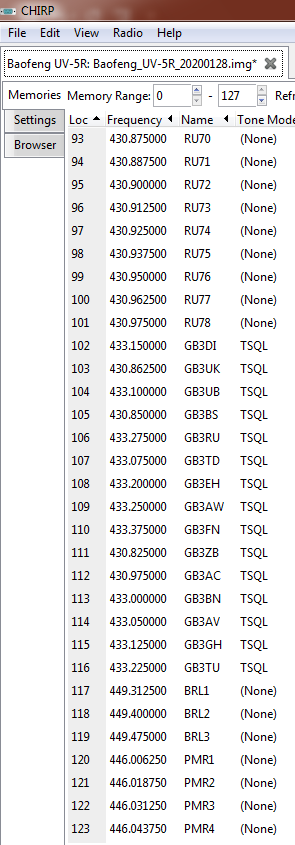 CHIRP
File Edit View Radio Help
Baofeng UV-5R: Baofeng_UV-5R_20200128.img*
Memories Memory Range: 0 - 127 Refr
Settings
Browser
Loc Frequency Name Tone Mode
93 430.875000 RU70 (None)
94 430.887500 RU71 (None)
95 430.900000 RU72 (None)
96 430.912500 RU73 (None)
97 430.925000 RU74 (None)
98 430.937500 RU75 (None)
99 430.950000 RU76 (None)
100 430.962500 RU77 (None)
101 430.975000 RU78 (None)
102 433.150000 GB3DI TSQL
103 430.862500 GB3UK TSQL
104 433.100000 GB3UB TSQL
105 430.850000 GB3BS TSQL
106 433.275000 GB3RU TSQL
107 433.075000 GB3TD TSQL
108 433.200000 GB3EH TSQL
109 433.250000 GB3AW TSQL
110 433.375000 GB3FN TSQL
111 430.825000 GB3ZB TSQL
112 430.975000 GB3AC TSQL
113 433.000000 GB3BN TSQL
114 433.050000 GB3AV TSQL
115 433.125000 GB3GH TSQL
116 433.225000 GB3TU TSQL
117 449.312500 BRL1 (None)
118 449.400000 BRL2 (None)
119 449.475000 BRL3 (None)
120 446.006250 PMR1 (None)
121 446.018750 PMR2 (None)
122 446.031250 PMR3 (None)
123 446.043750 PMR4 (None)